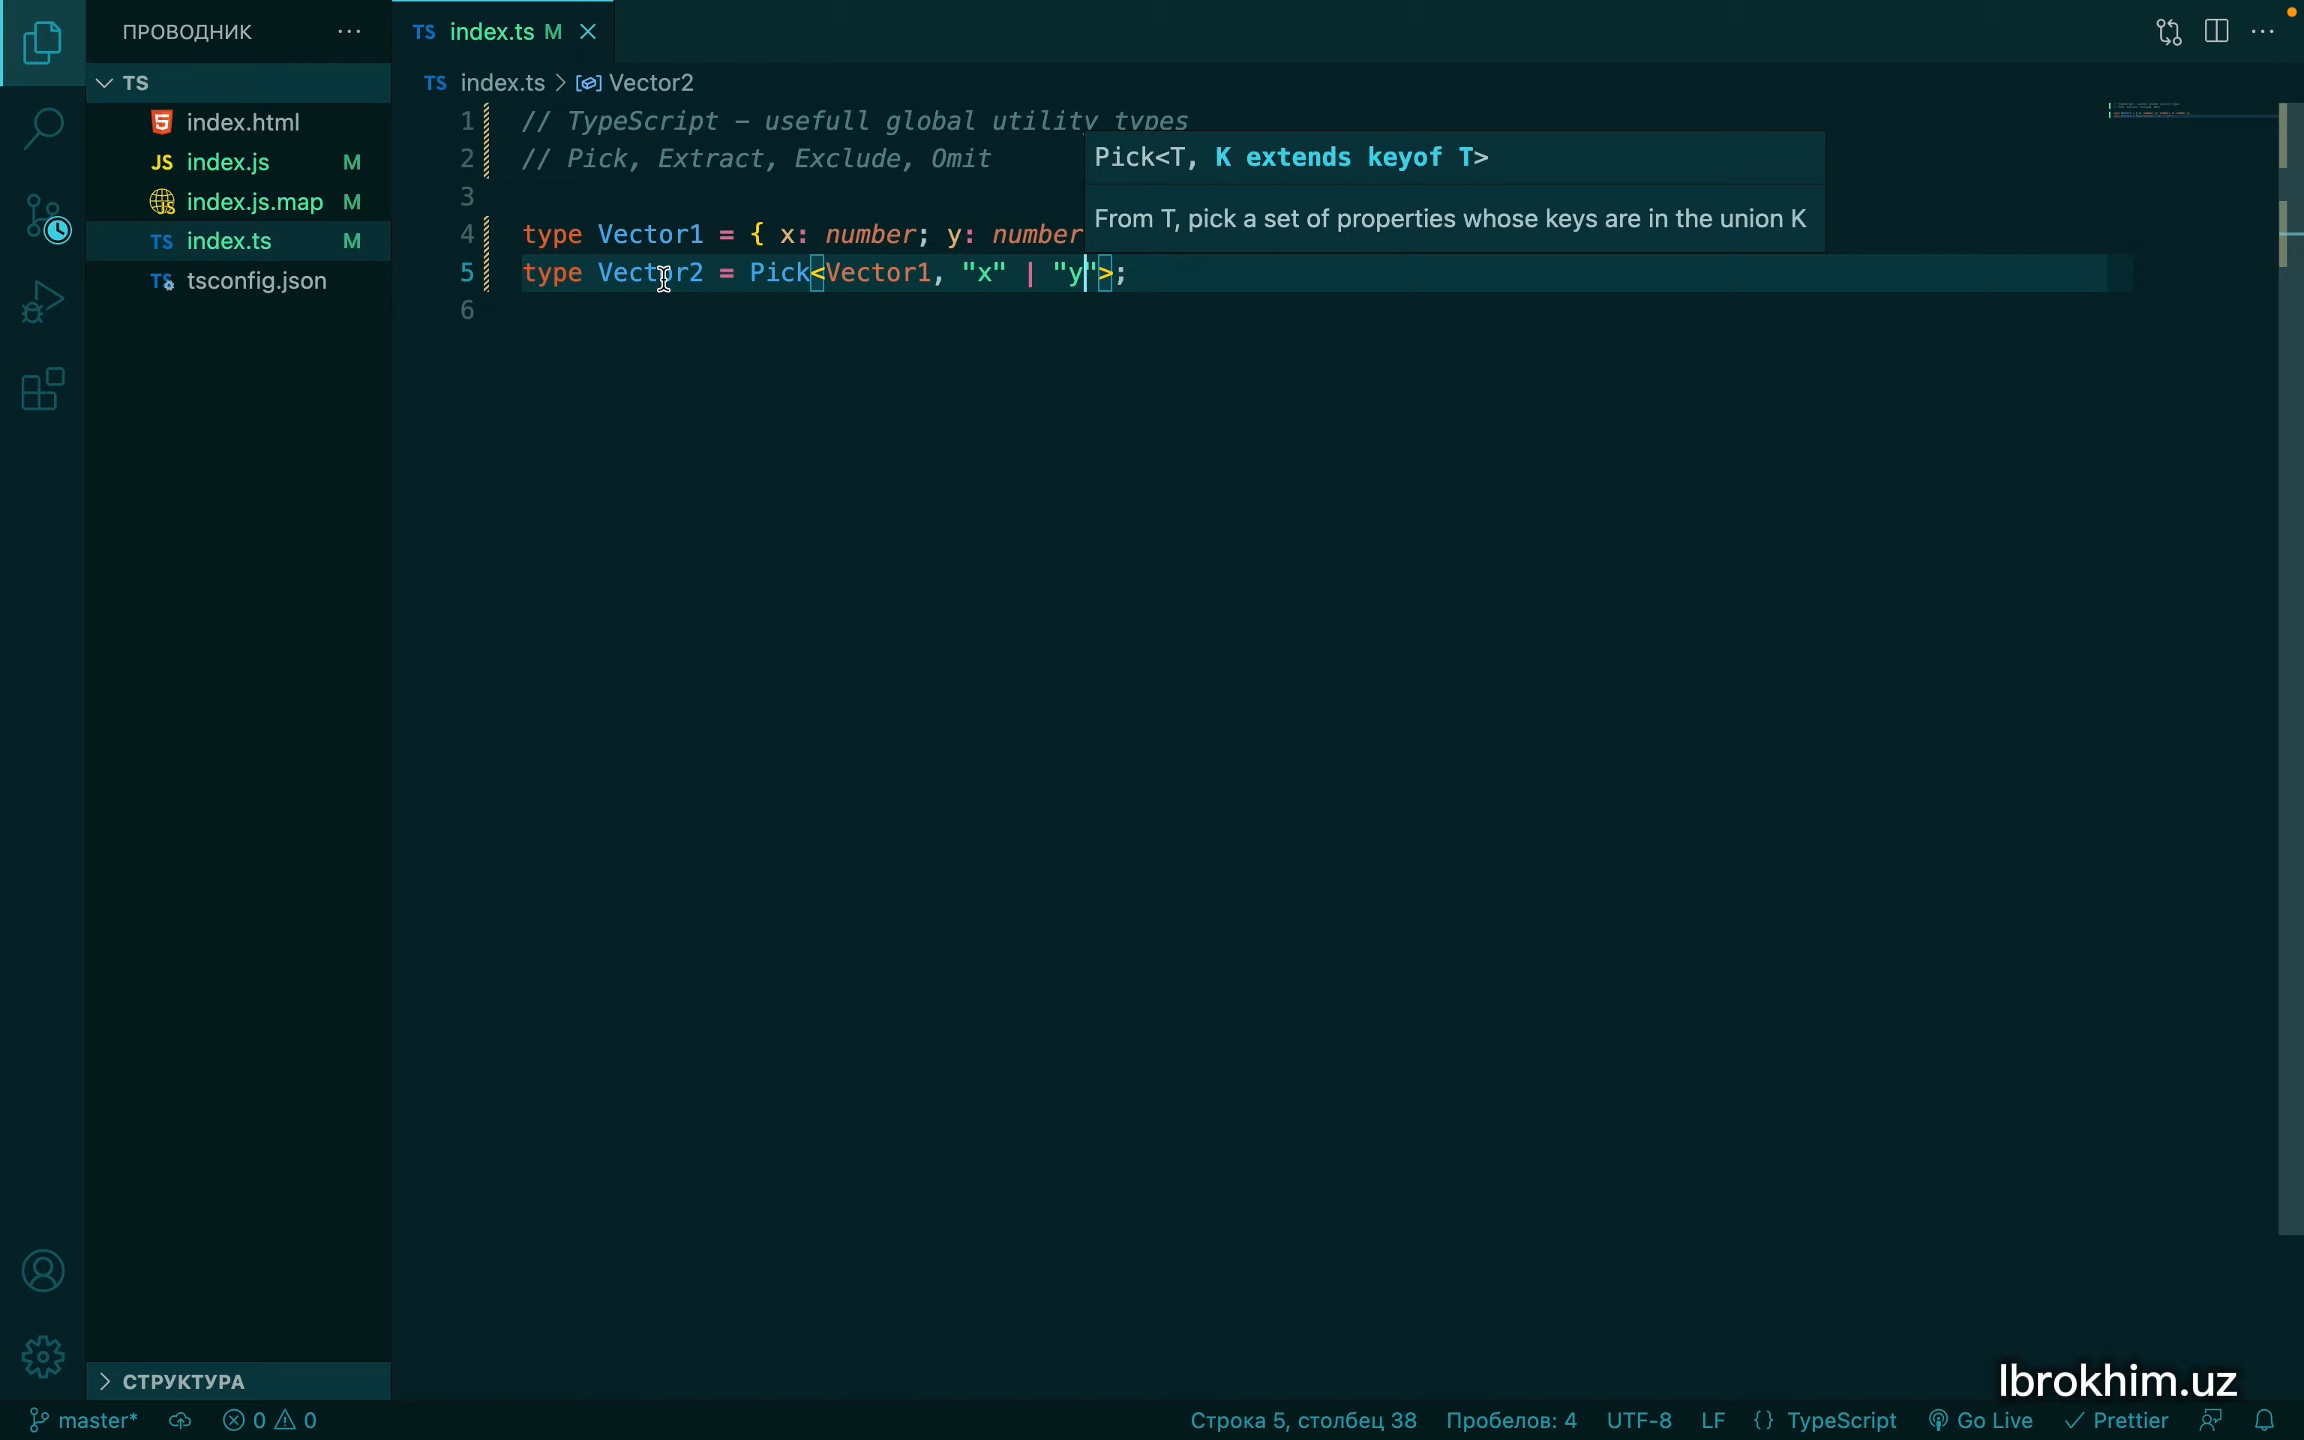 ПРОВОДНИК ···
TS index.ts M
TS
TS index.ts > Vector2
index.html
JS index.js M
index.js.map M
TS index.ts M
TS tsconfig.json
1 // TypeScript – usefull global utility types
2 // Pick, Extract, Exclude, Omit
3
4 type Vector1 = { x: number; y: number
5 type Vector2 = Pick<Vector1, "x" | "y">;
6
Pick<T, K extends keyof T>
From T, pick a set of properties whose keys are in the union K
СТРУКТУРА
Ibrokhim.uz
master* 0 0 Строка 5, столбец 38 Пробелов: 4 UTF-8 LF {} TypeScript Go Live Prettier